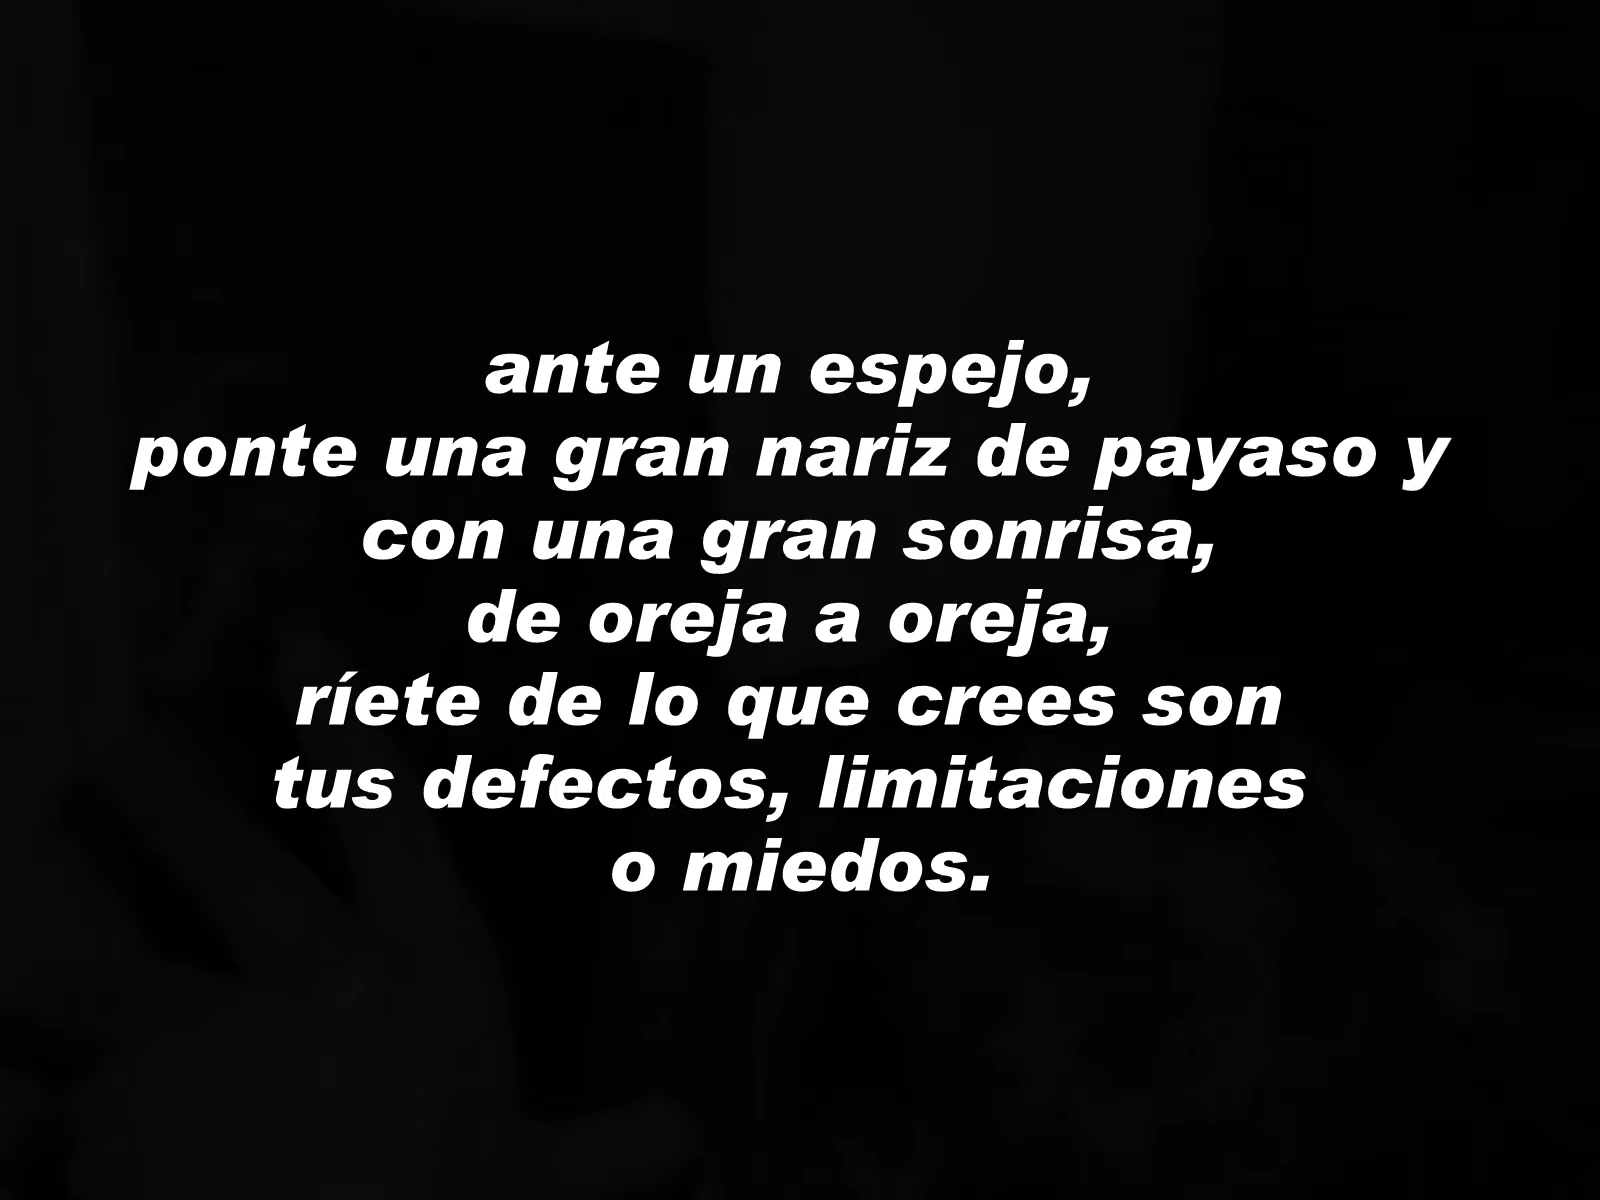 ante un espejo,
ponte una gran nariz de payaso y
con una gran sonrisa,
de oreja a oreja,
ríete de lo que crees son
tus defectos, limitaciones
o miedos.